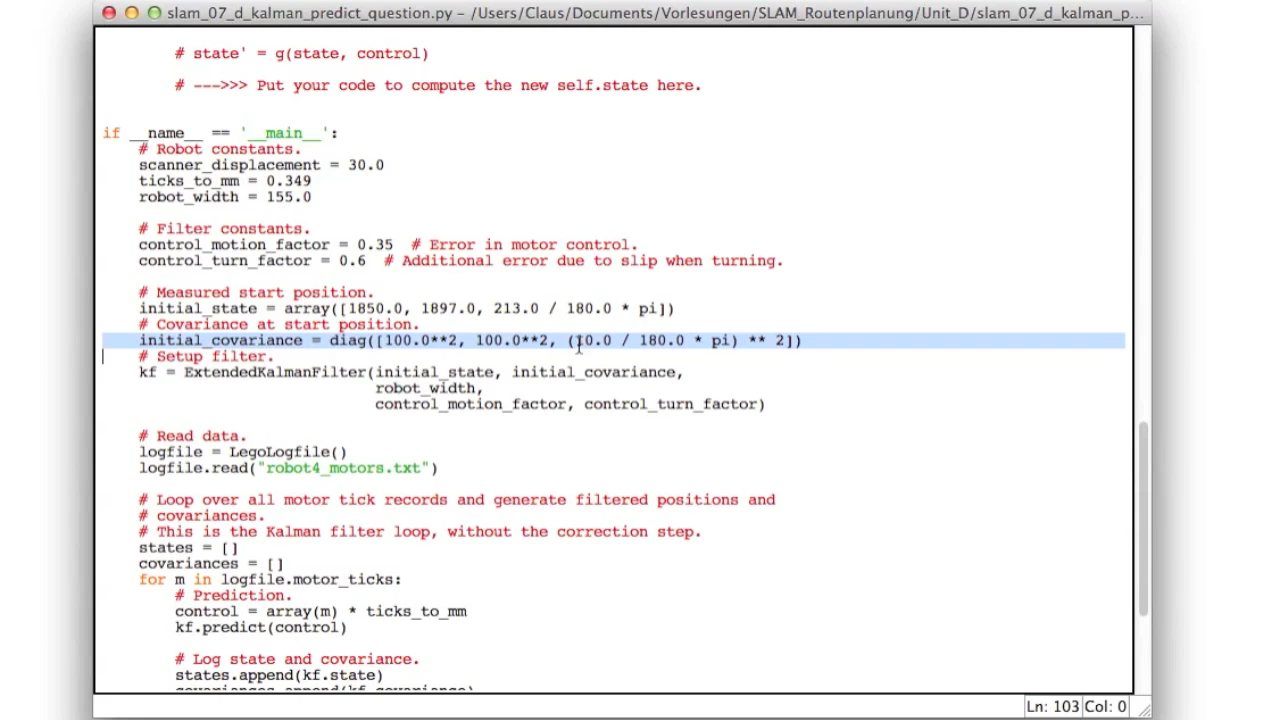 slam_07_d_kalman_predict_question.py – /Users/Claus/Documents/Vorlesungen/SLAM_Routenplanung/Unit_D/slam_07_d_kalman_p...
# state' = g(state, control)
# --->>> Put your code to compute the new self.state here.
if __name__ == '__main__':
# Robot constants.
scanner_displacement = 30.0
ticks_to_mm = 0.349
robot_width = 155.0
# Filter constants.
control_motion_factor = 0.35  # Error in motor control.
control_turn_factor = 0.6  # Additional error due to slip when turning.
# Measured start position.
initial_state = array([1850.0, 1897.0, 213.0 / 180.0 * pi])
# Covariance at start position.
initial_covariance = diag([100.0**2, 100.0**2, (10.0 / 180.0 * pi) ** 2])
# Setup filter.
kf = ExtendedKalmanFilter(initial_state, initial_covariance,
robot_width,
control_motion_factor, control_turn_factor)
# Read data.
logfile = LegoLogfile()
logfile.read("robot4_motors.txt")
# Loop over all motor tick records and generate filtered positions and
# covariances.
# This is the Kalman filter loop, without the correction step.
states = []
covariances = []
for m in logfile.motor_ticks:
# Prediction.
control = array(m) * ticks_to_mm
kf.predict(control)
# Log state and covariance.
states.append(kf.state)
covariances.append(kf.covariance)
Ln: 103 Col: 0